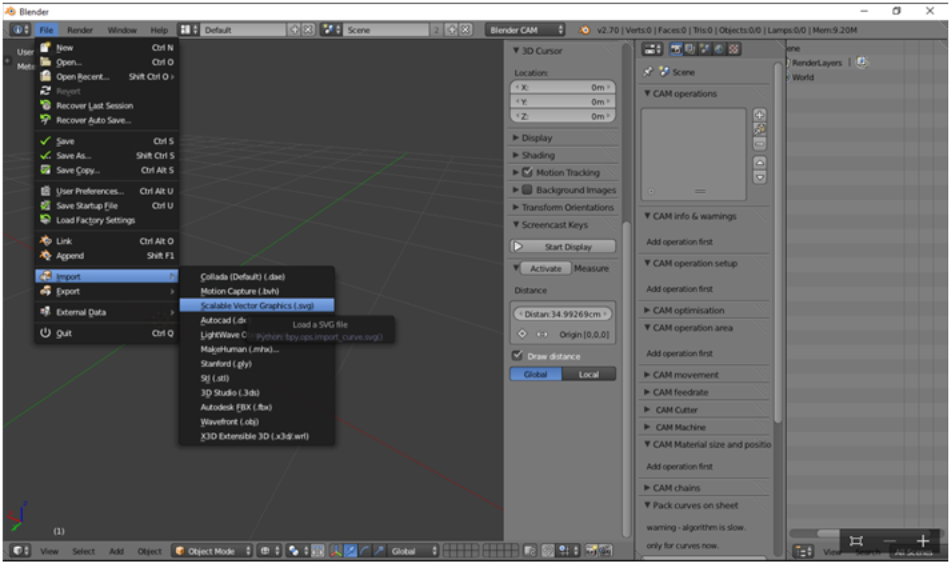 Blender
File Render Window Help Default Scene 2 Blender CAM v2.70 | Verts:0 | Faces:0 | Tris:0 | Objects:0/0 | Lamps:0/0 | Mem:9.20M
User
New Ctrl N
Open... Ctrl O
Open Recent... Shift Ctrl O
Revert
Recover Last Session
Recover Auto Save...
Save Ctrl S
Save As... Shift Ctrl S
Save Copy... Ctrl Alt S
User Preferences... Ctrl Alt U
Save Startup File Ctrl U
Load Factory Settings
Link Ctrl Alt O
Append Shift F1
Import
Export
External Data
Quit Ctrl Q
Collada (Default) (.dae)
Motion Capture (.bvh)
Scalable Vector Graphics (.svg)
Autocad (.dx
LightWave O
MakeHuman (.mhx)...
Stanford (.ply)
Stl (.stl)
3D Studio (.3ds)
Autodesk FBX (.fbx)
Wavefront (.obj)
X3D Extensible 3D (.x3d/.wrl)
Load a SVG file
Python: bpy.ops.import_curve.svg()
(1)
View Select Add Object Object Mode Global
3D Cursor
Location:
X: 0m
Y: 0m
Z: 0m
Display
Shading
Motion Tracking
Background Images
Transform Orientations
Screencast Keys
Start Display
Activate Measure
Distance
Distan: 34.99269cm
Origin [0,0,0]
Draw distance
Global Local
Scene
CAM operations
CAM info & warnings
Add operation first
CAM operation setup
Add operation first
CAM optimisation
CAM operation area
Add operation first
CAM movement
CAM feedrate
CAM Cutter
CAM Machine
CAM Material size and positio
Add operation first
CAM chains
Pack curves on sheet
warning - algorithm is slow.
only for curves now.
ene
RenderLayers |
World
View Search All Scenes